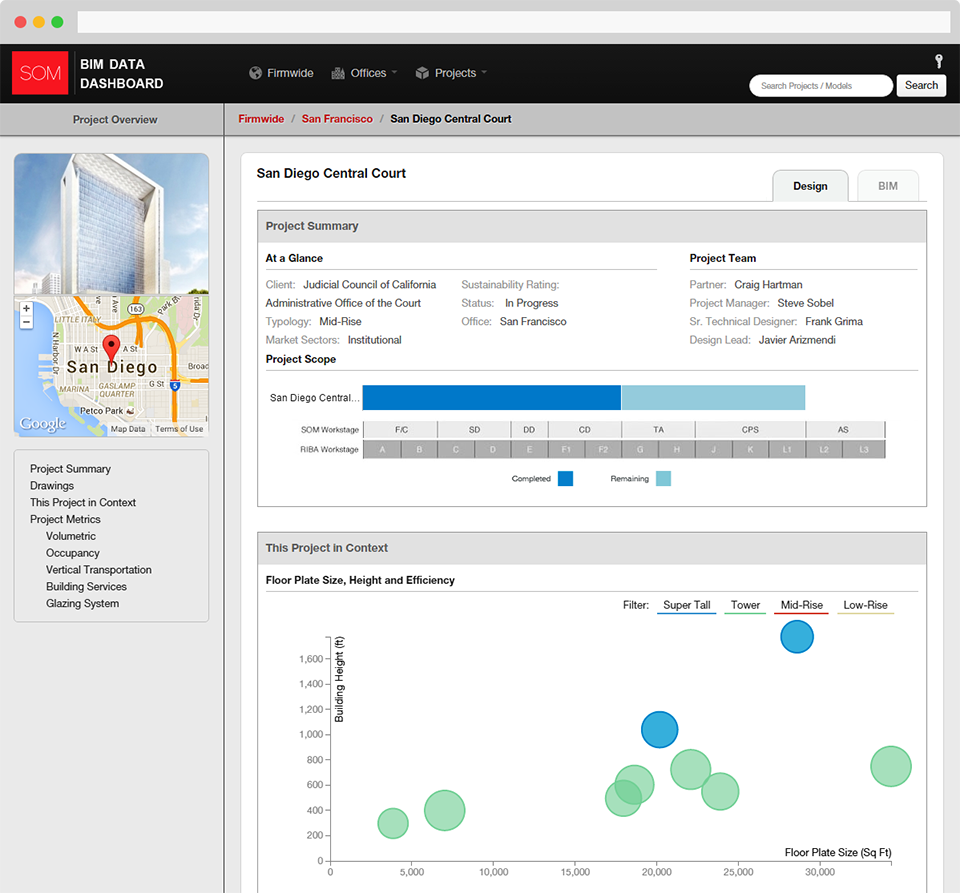 SOM
BIM DATA
DASHBOARD
Firmwide
Offices
Projects
Search Projects / Models
Search
Project Overview
Firmwide / San Francisco / San Diego Central Court
San Diego Central Court
Design
BIM
Project Summary
At a Glance
Client: Judicial Council of California
Administrative Office of the Court
Typology: Mid-Rise
Market Sectors: Institutional
Sustainability Rating:
Status: In Progress
Office: San Francisco
Project Team
Partner: Craig Hartman
Project Manager: Steve Sobel
Sr. Technical Designer: Frank Grima
Design Lead: Javier Arizmendi
Project Scope
San Diego Central...
SOM Workstage F/C SD DD CD TA CPS AS
RIBA Workstage A B C D E F1 F2 G H J K L1 L2 L3
Completed
Remaining
+
−
163
Park B
LITTLE ITALY
N Harbor Dr
W A St
A St
San Diego
Broad
G St
5
MARINA
GASLAMP
QUARTER
Petco Park
Google
Map Data
Terms of Use
Project Summary
Drawings
This Project in Context
Project Metrics
Volumetric
Occupancy
Vertical Transportation
Building Services
Glazing System
This Project in Context
Floor Plate Size, Height and Efficiency
Filter: Super Tall Tower Mid-Rise Low-Rise
Building Height (ft)
1,600
1,400
1,200
1,000
800
600
400
200
0
Floor Plate Size (Sq Ft)
0 5,000 10,000 15,000 20,000 25,000 30,000